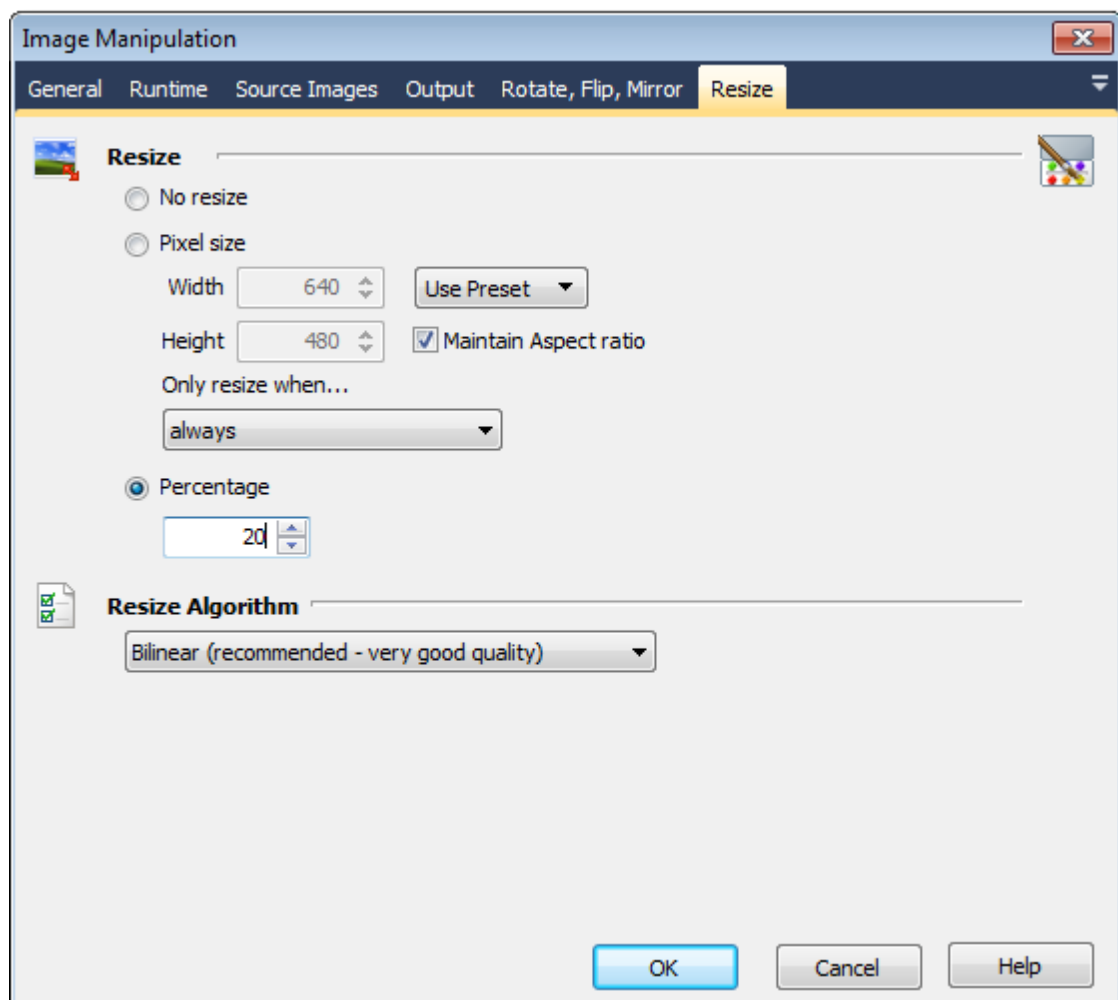 Image Manipulation
General Runtime Source Images Output Rotate, Flip, Mirror Resize
Resize
No resize
Pixel size
Width 640 Use Preset
Height 480 Maintain Aspect ratio
Only resize when...
always
Percentage
20
Resize Algorithm
Bilinear (recommended - very good quality)
OK Cancel Help